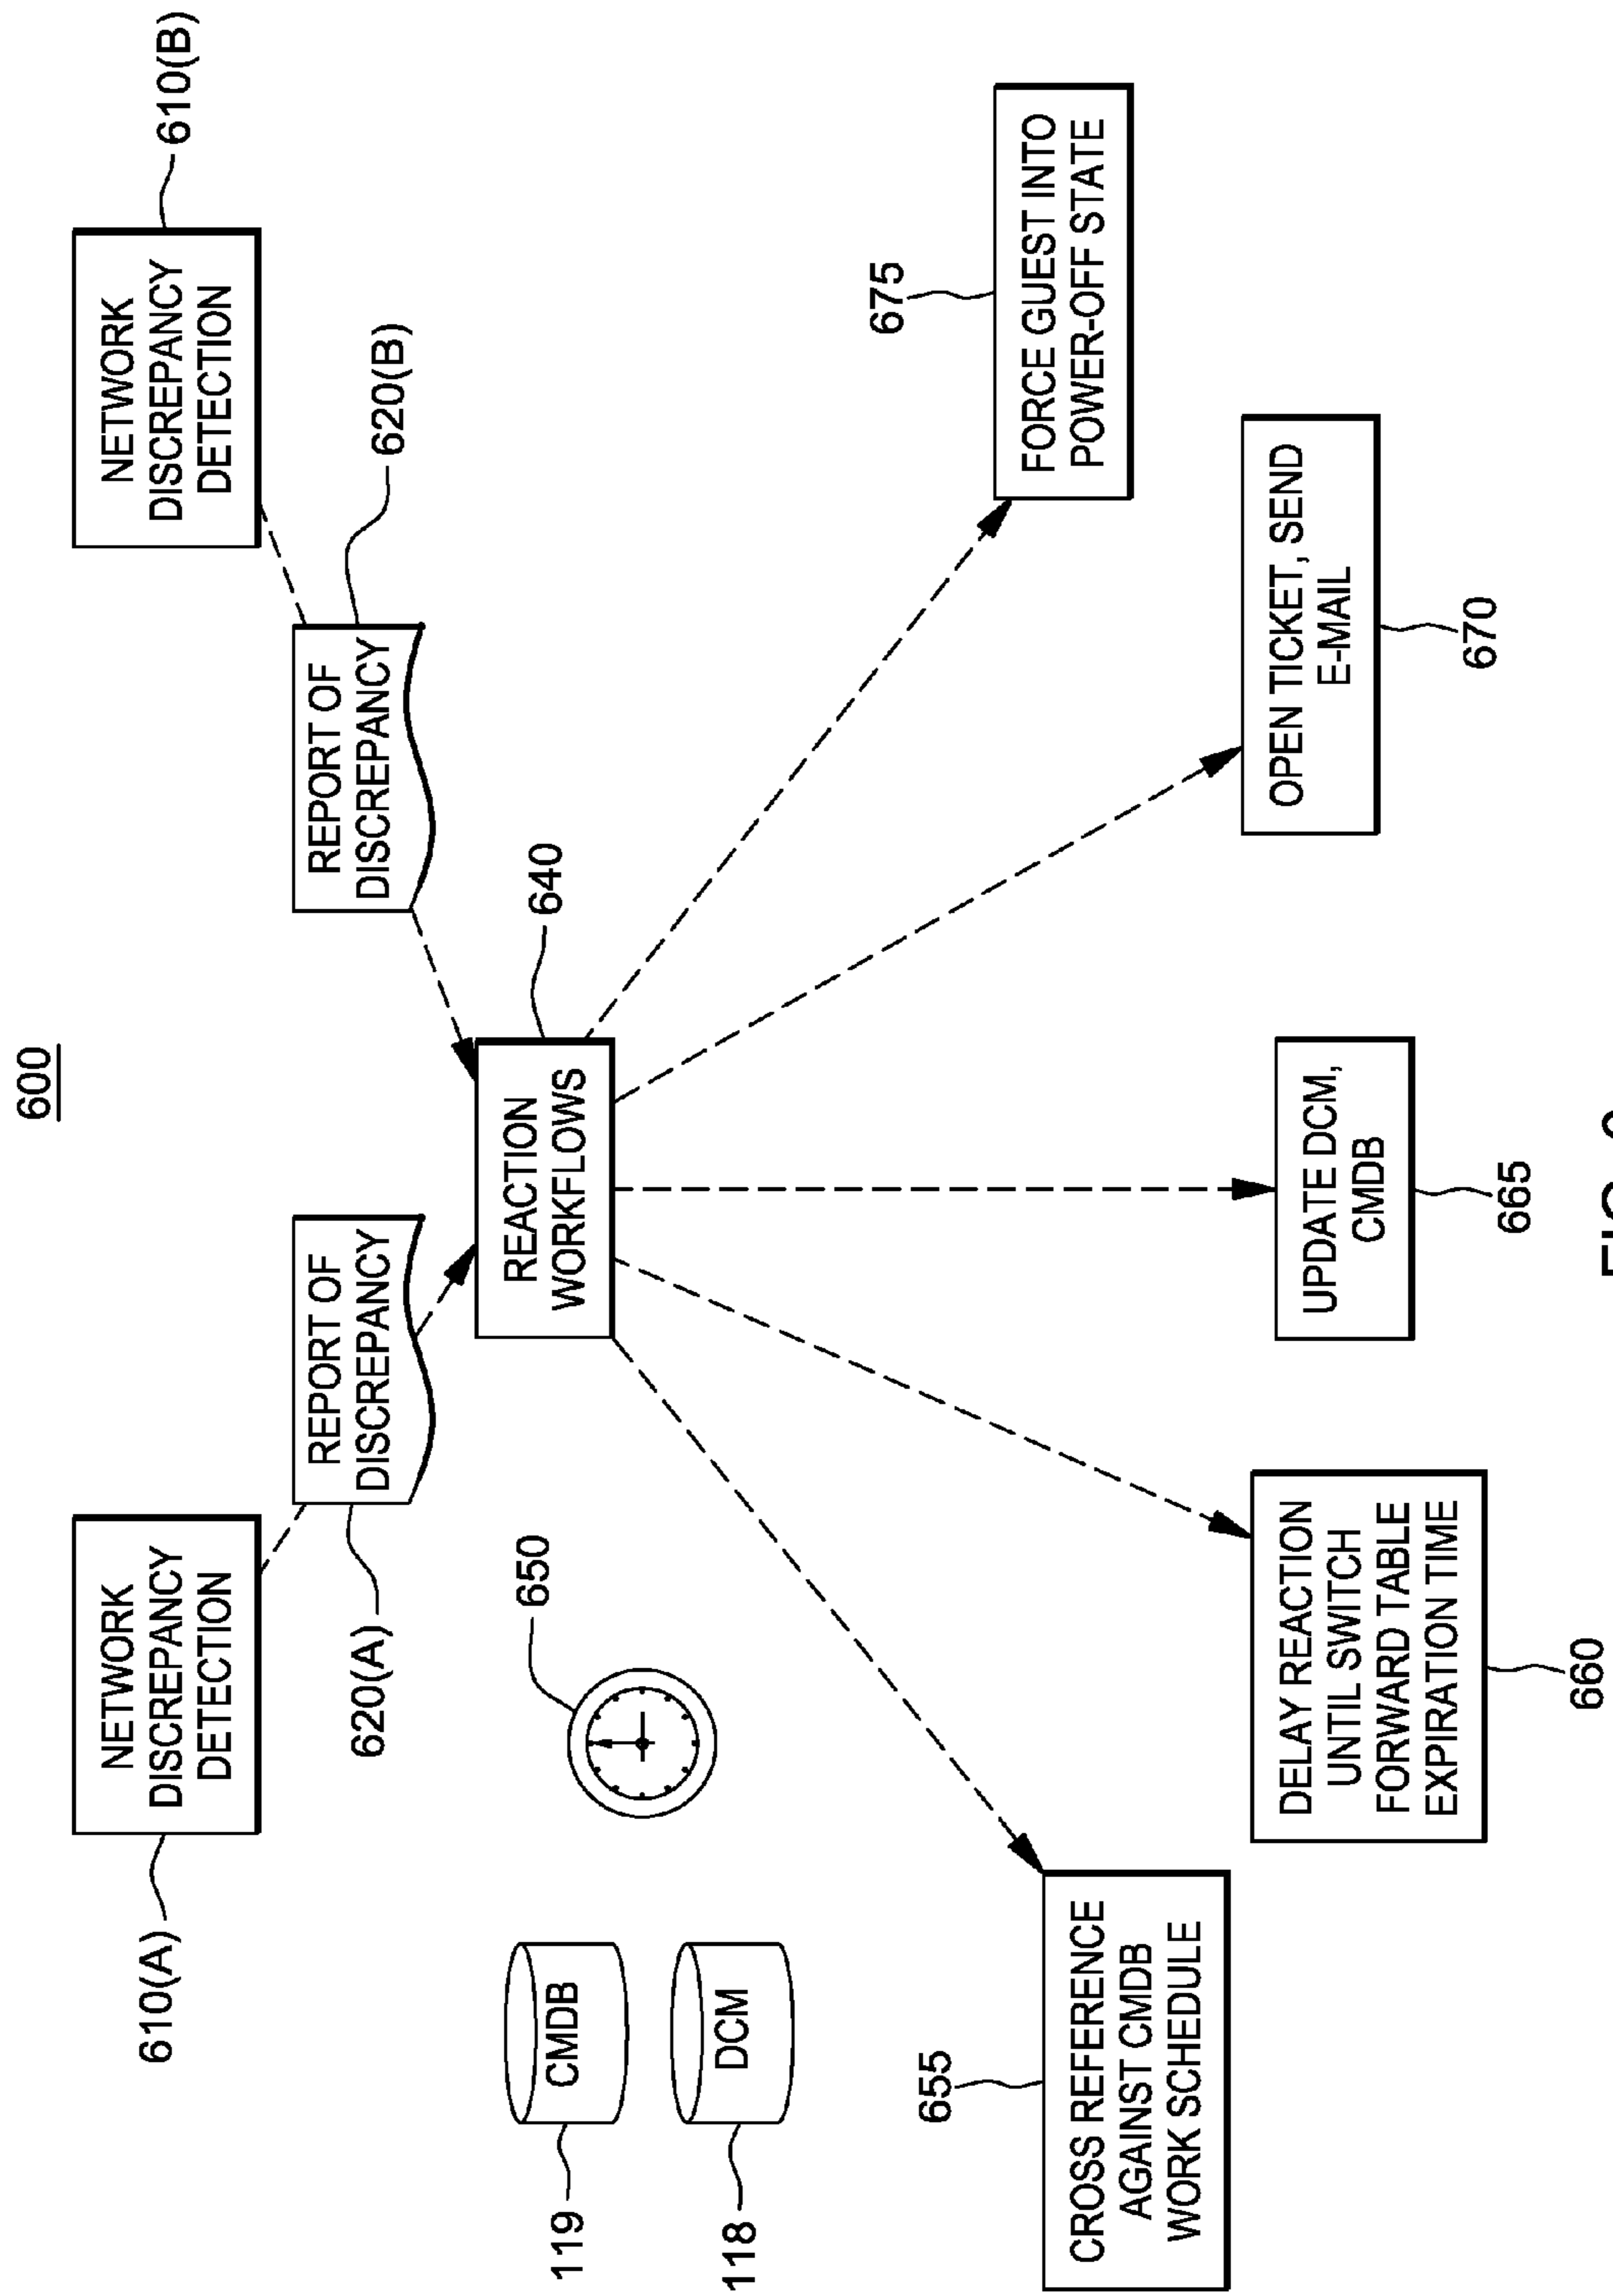 600
610(A)
NETWORK
DISCREPANCY
DETECTION
NETWORK
DISCREPANCY
DETECTION
610(B)
620(A)
REPORT OF
DISCREPANCY
REPORT OF
DISCREPANCY
620(B)
119
CMDB
118
DCM
650
REACTION
WORKFLOWS
640
655
CROSS REFERENCE
AGAINST CMDB
WORK SCHEDULE
DELAY REACTION
UNTIL SWITCH
FORWARD TABLE
EXPIRATION TIME
660
UPDATE DCM,
CMDB
665
OPEN TICKET, SEND
E-MAIL
670
675
FORCE GUEST INTO
POWER-OFF STATE